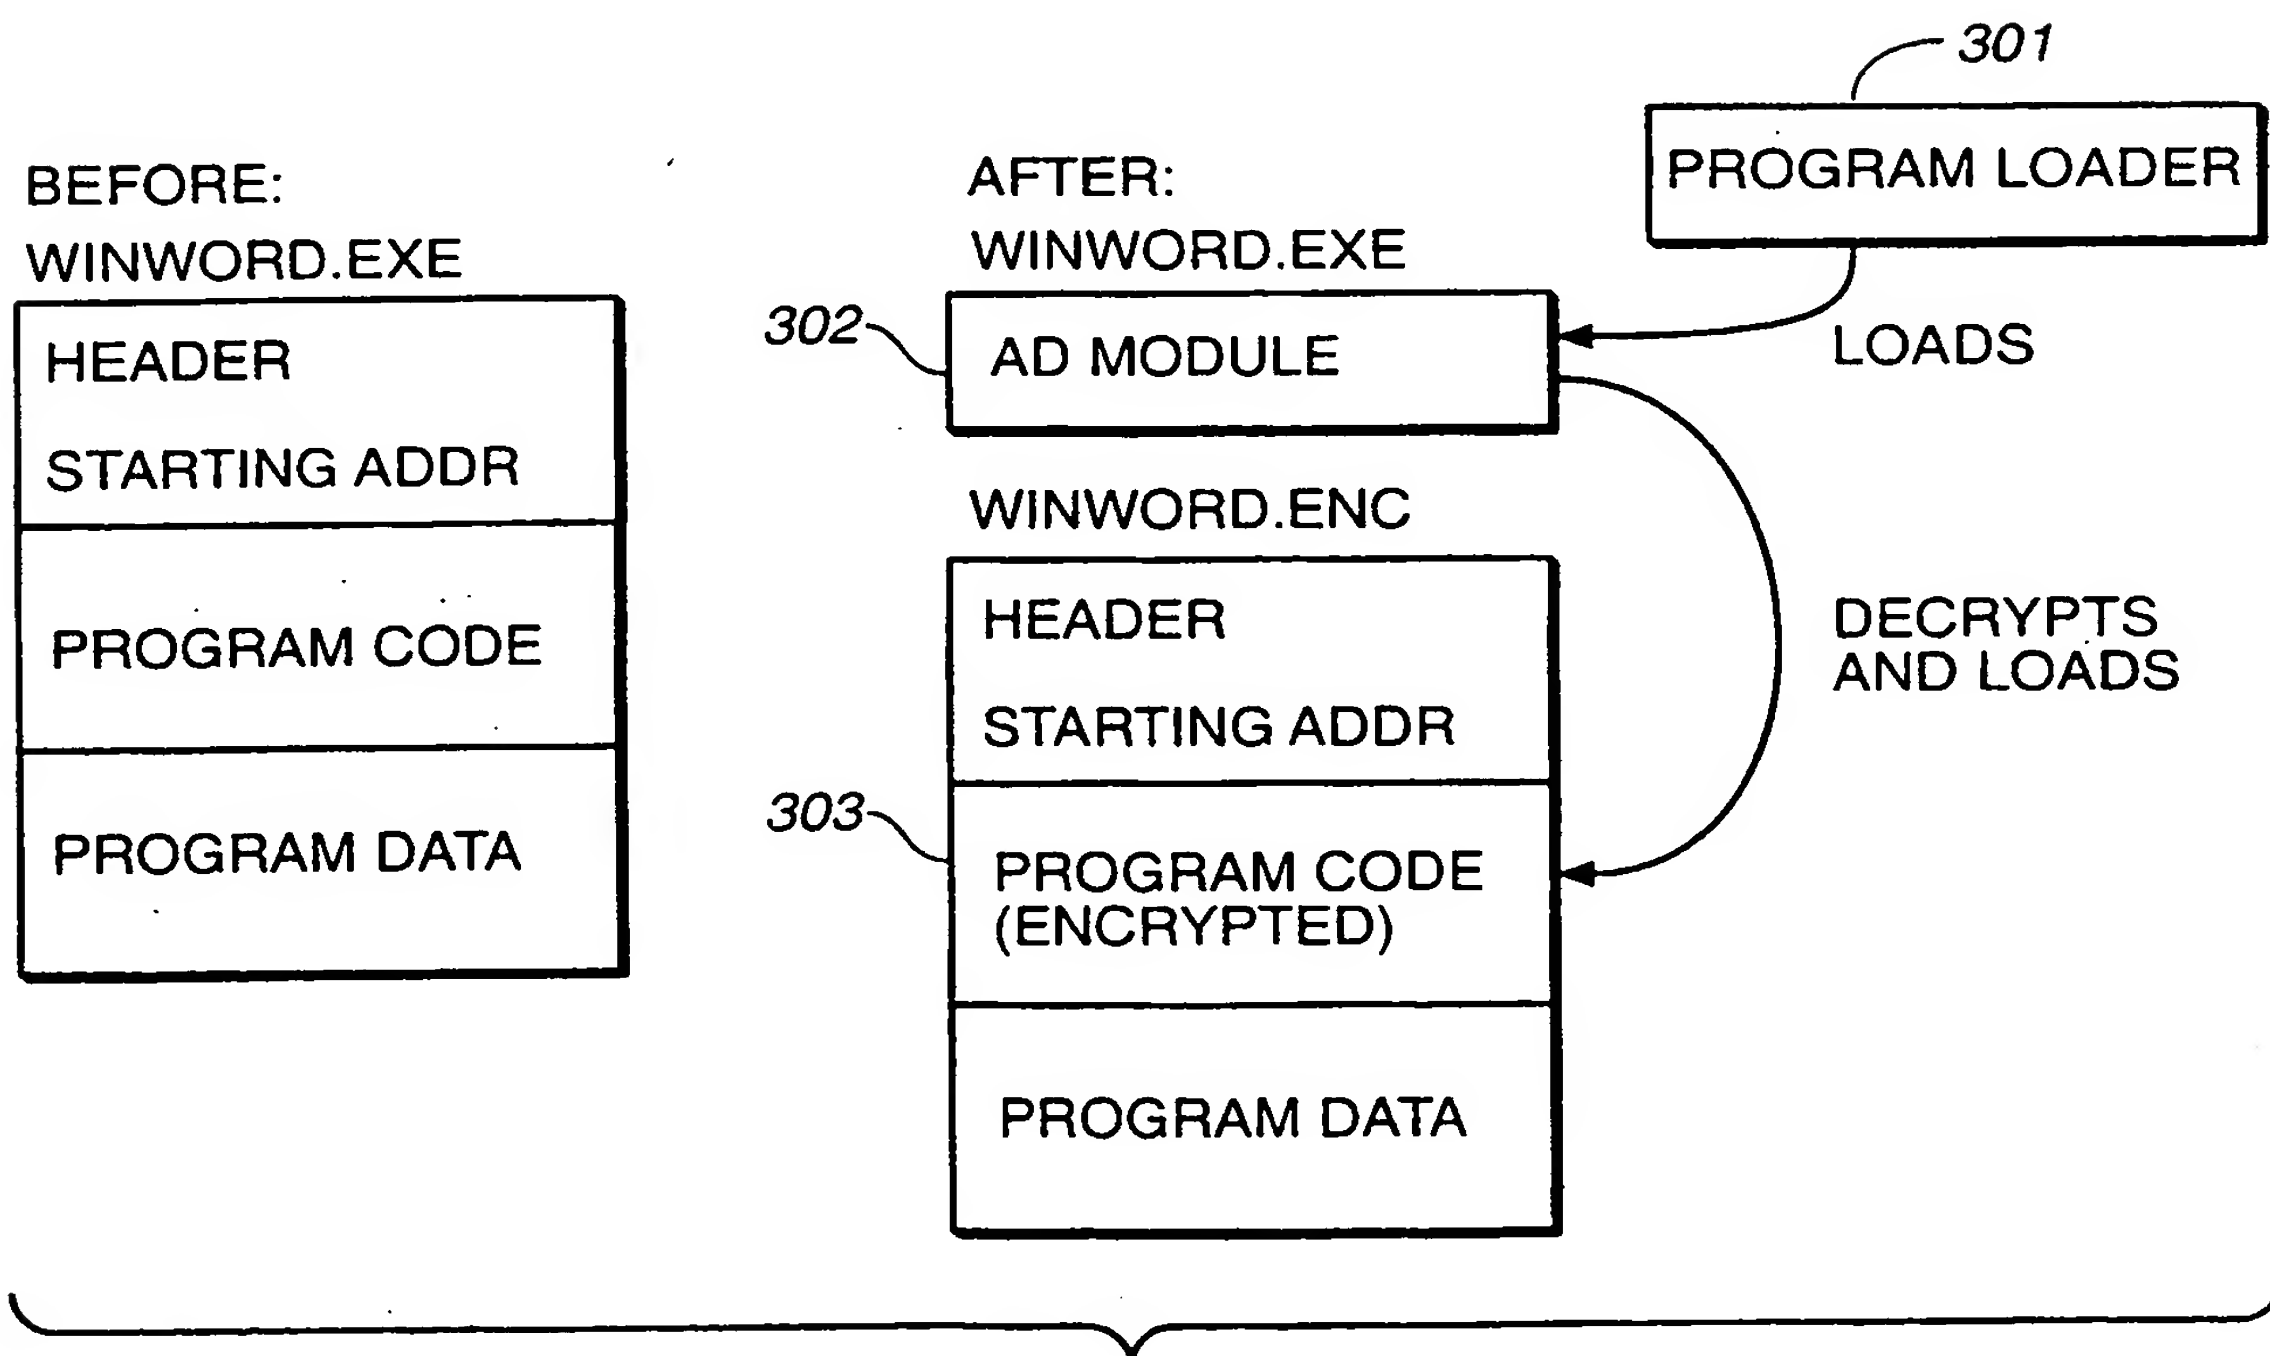 BEFORE:
WINWORD.EXE
HEADER
STARTING ADDR
PROGRAM CODE
PROGRAM DATA
AFTER:
WINWORD.EXE
302
AD MODULE
WINWORD.ENC
HEADER
STARTING ADDR
303
PROGRAM CODE
(ENCRYPTED)
PROGRAM DATA
301
PROGRAM LOADER
LOADS
DECRYPTS
AND LOADS